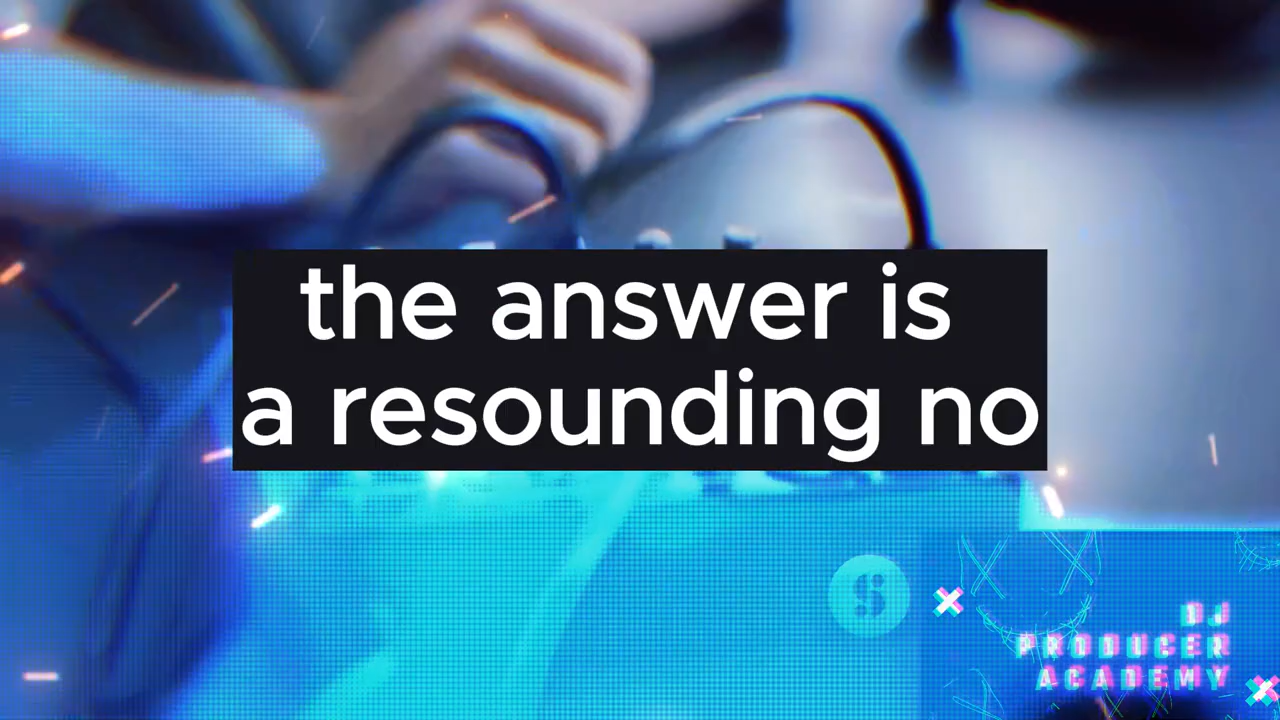 the answer is
a resounding no
DJ
PRODUCER
ACADEMY